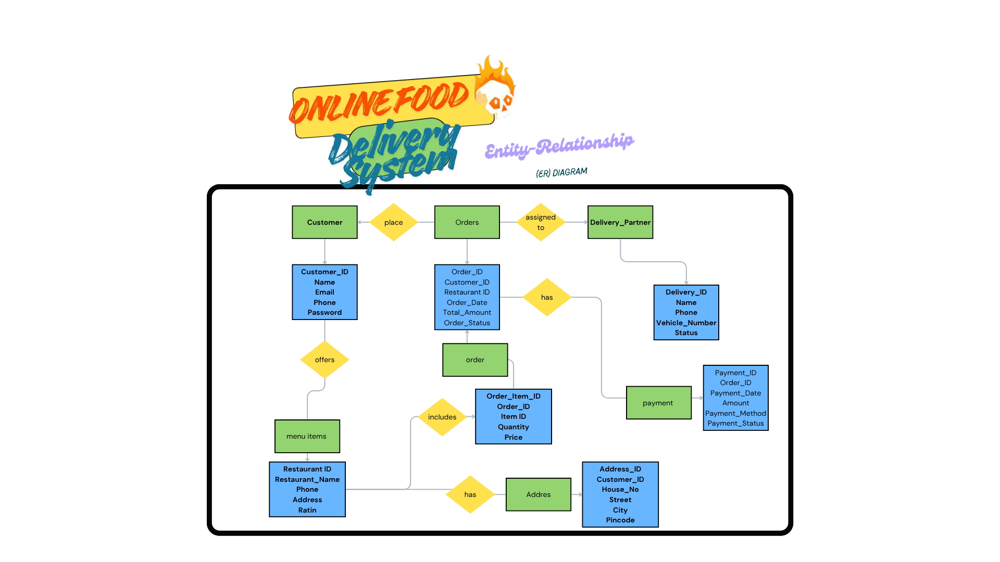 ONLINE FOOD
Delivery
System
Entity-Relationship
(ER) DIAGRAM
Customer
place
Orders
assigned
to
Delivery_Partner
Customer_ID
Name
Email
Phone
Password
Order_ID
Customer_ID
Restaurant ID
Order_Date
Total_Amount
Order_Status
has
Delivery_ID
Name
Phone
Vehicle_Number
Status
offers
order
payment
Payment_ID
Order_ID
Payment_Date
Amount
Payment_Method
Payment_Status
menu items
includes
Order_Item_ID
Order_ID
Item ID
Quantity
Price
Restaurant ID
Restaurant_Name
Phone
Address
Ratin
has
Addres
Address_ID
Customer_ID
House_No
Street
City
Pincode